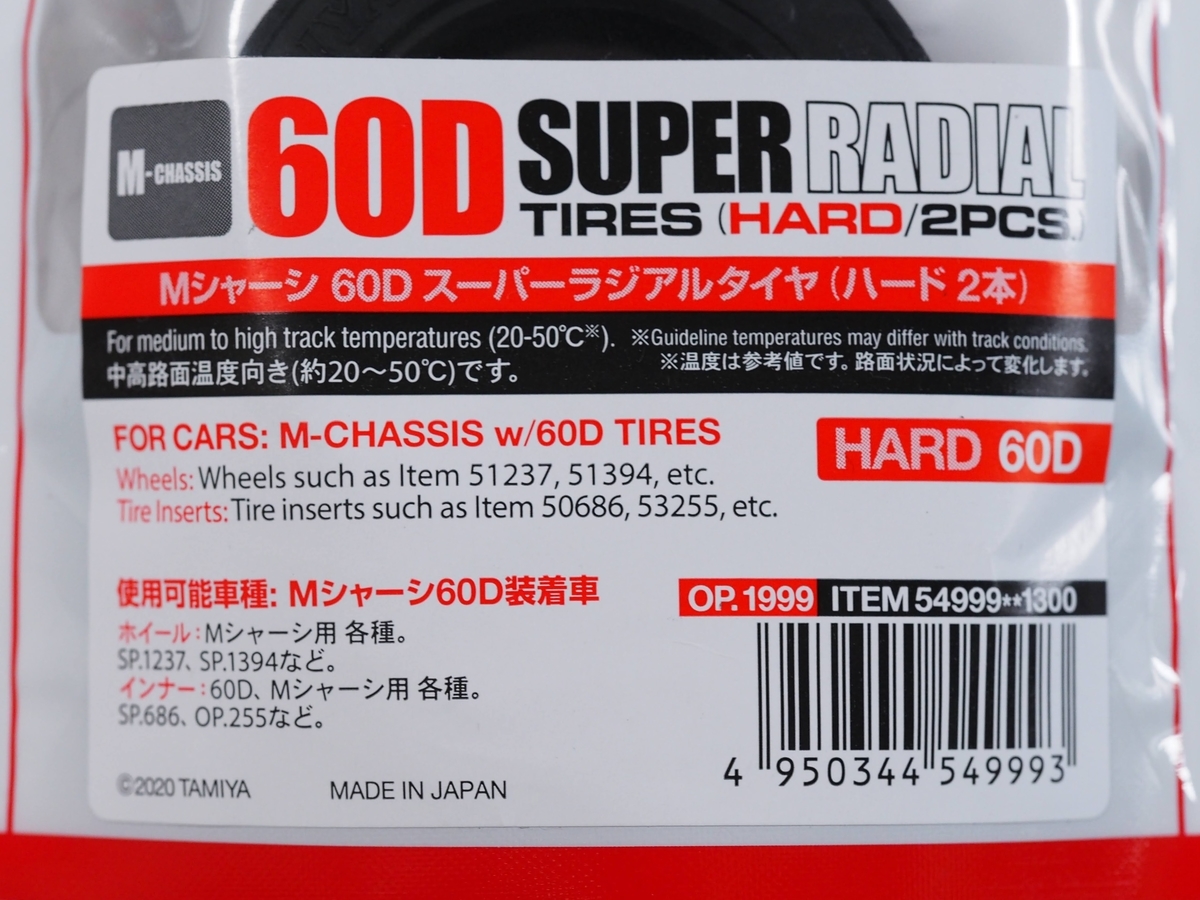 M-CHASSIS
60D SUPER RADIAL
TIRES (HARD/2PCS.)
Mシャーシ 60D スーパーラジアルタイヤ (ハード 2本)
For medium to high track temperatures (20-50℃※). ※Guideline temperatures may differ with track conditions.
中高路面温度向き(約20～50℃)です。 ※温度は参考値です。路面状況によって変化します。
FOR CARS: M-CHASSIS w/60D TIRES
HARD 60D
Wheels: Wheels such as Item 51237, 51394, etc.
Tire Inserts: Tire inserts such as Item 50686, 53255, etc.
使用可能車種: Mシャーシ60D装着車
ホイール: Mシャーシ用 各種。
SP.1237、SP.1394など。
インナー: 60D、Mシャーシ用 各種。
SP.686、OP.255など。
OP.1999 ITEM 54999**1300
4 950344 549993
©2020 TAMIYA MADE IN JAPAN